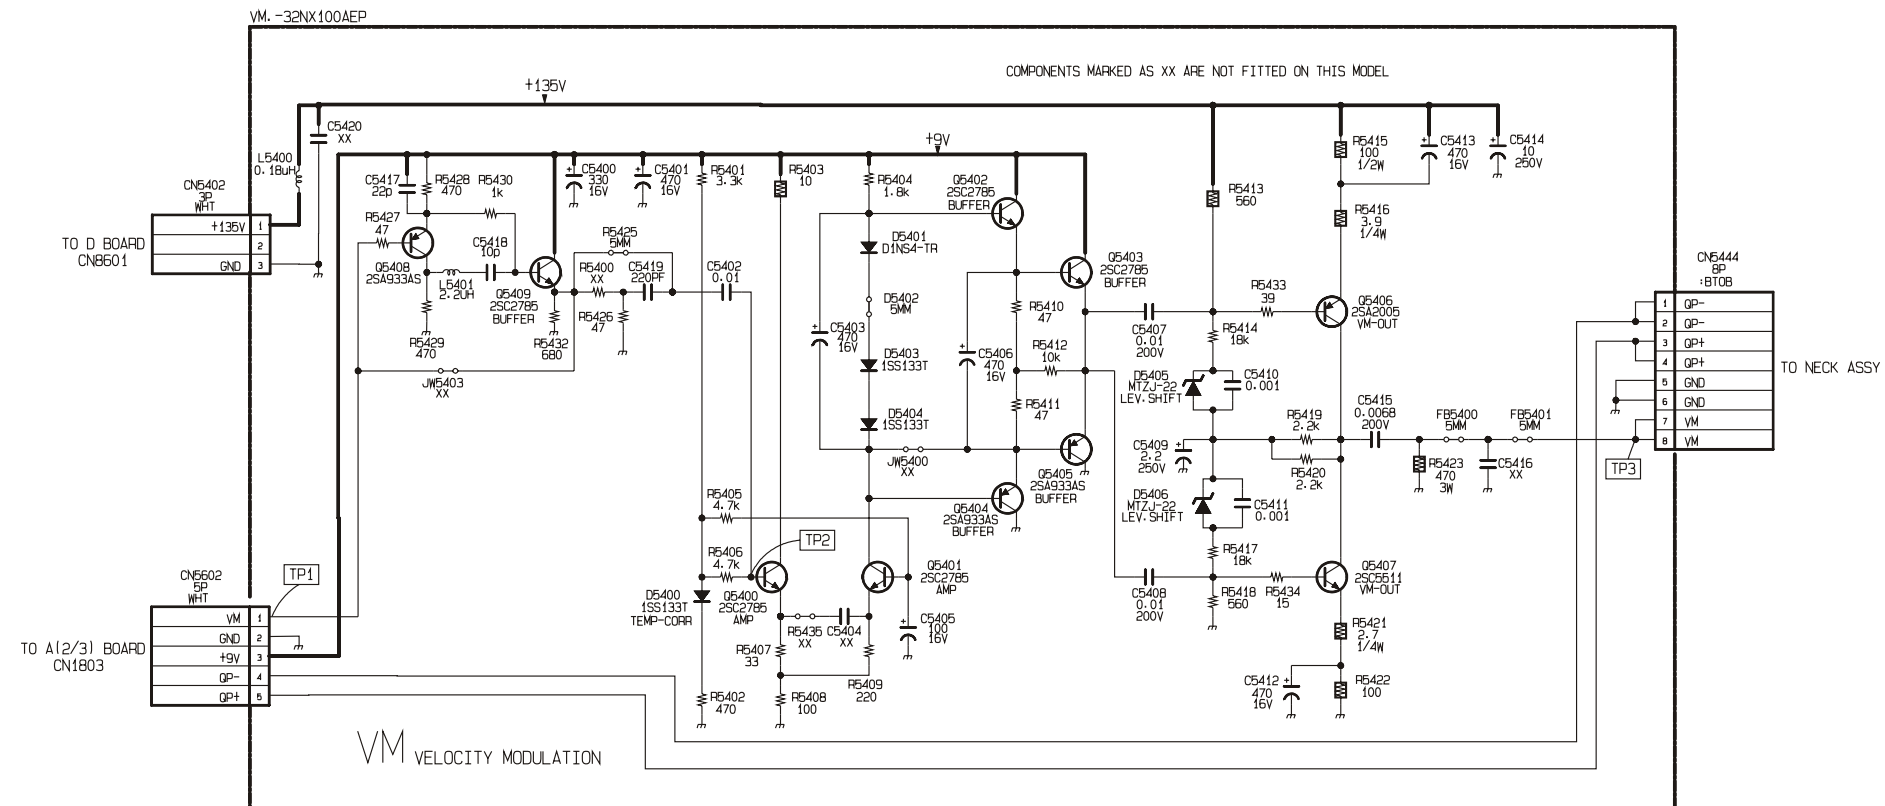 VM. -32NX100AEP
COMPONENTS MARKED AS XX ARE NOT FITTED ON THIS MODEL
+135V
C5420
XX
L5400
0.18uH
CN5402
3P
WHT
+135V 1
2
GND 3
TO D BOARD
CN8601
+9V
C5417
22p
R5428
470
R5430
1k
R5427
47
Q5408
2SA933AS
C5418
10p
L5401
2.2UH
R5429
470
Q5409
2SC2785
BUFFER
R5432
680
C5400
330
16V
C5401
470
16V
R5425
5MM
R5400
XX
C5419
220PF
R5426
47
C5402
0.01
JW5403
XX
R5401
3.3k
R5403
10
R5404
1.8k
Q5402
2SC2785
BUFFER
D5401
D1NS4-TR
D5402
5MM
C5403
470
16V
D5403
1SS133T
D5404
1SS133T
JW5400
XX
C5406
470
16V
R5410
47
R5412
10k
R5411
47
Q5403
2SC2785
BUFFER
Q5405
2SA933AS
BUFFER
Q5404
2SA933AS
BUFFER
R5405
4.7k
R5406
4.7k
TP2
D5400
1SS133T
TEMP-CORR
Q5400
2SC2785
AMP
Q5401
2SC2785
AMP
R5435
XX
C5404
XX
C5405
100
16V
R5407
33
R5409
220
R5402
470
R5408
100
C5407
0.01
200V
C5408
0.01
200V
R5413
560
R5414
18k
D5405
MTZJ-22
LEV.SHIFT
C5410
0.001
C5409
2.2
250V
D5406
MTZJ-22
LEV.SHIFT
C5411
0.001
R5417
18k
R5418
560
R5433
39
R5434
15
R5419
2.2k
R5420
2.2k
R5415
100
1/2W
R5416
3.9
1/4W
C5413
470
16V
C5414
10
250V
Q5406
2SA2005
VM-OUT
Q5407
2SC5511
VM-OUT
R5421
2.7
1/4W
C5412
470
16V
R5422
100
C5415
0.0068
200V
R5423
470
3W
FB5400
5MM
C5416
XX
FB5401
5MM
TP3
CN5444
8P
:BTOB
1 QP-
2 QP-
3 QP+
4 QP+
5 GND
6 GND
7 VM
8 VM
TO NECK ASSY
TP1
CN5602
5P
WHT
VM 1
GND 2
+9V 3
QP- 4
QP+ 5
TO A(2/3) BOARD
CN1803
VM VELOCITY MODULATION